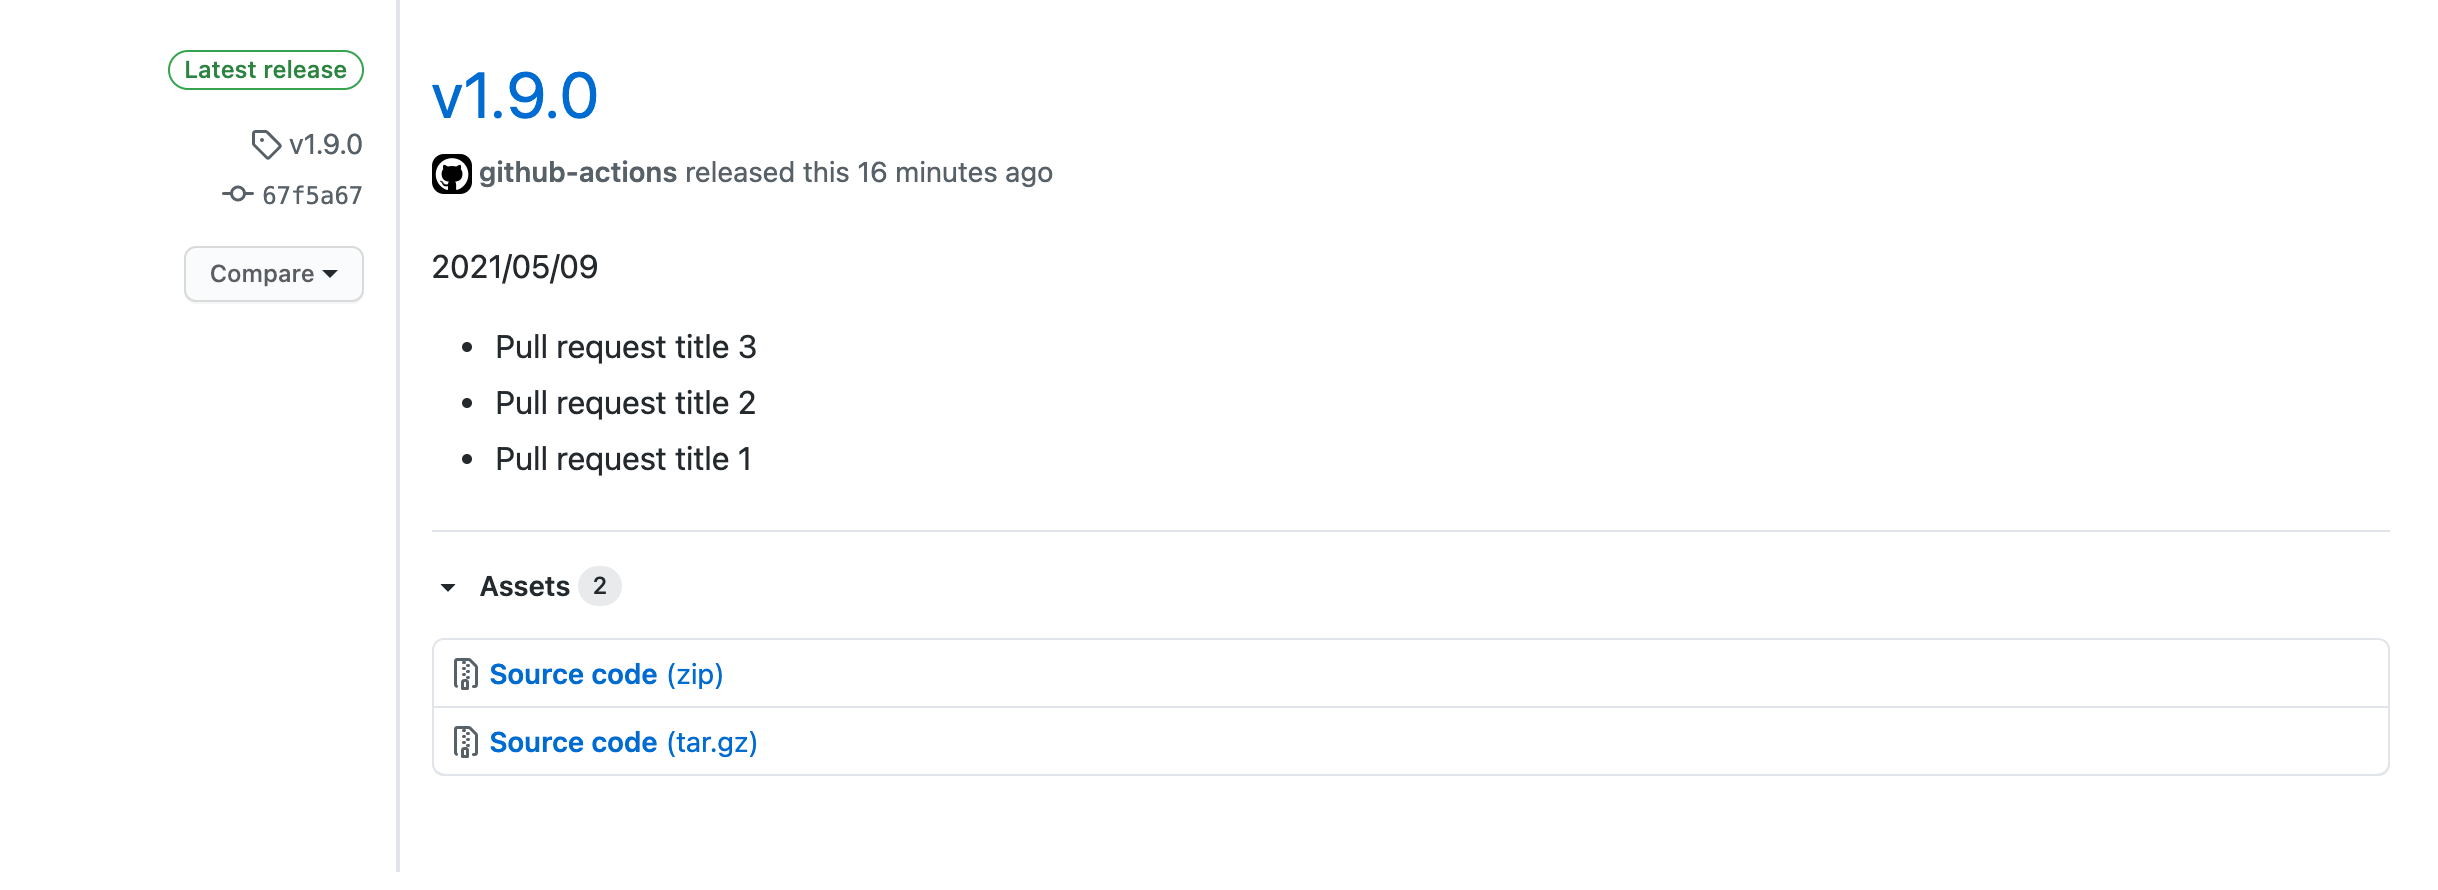 Latest release
v1.9.0
67f5a67
Compare
v1.9.0
github-actions released this 16 minutes ago
2021/05/09
• Pull request title 3
• Pull request title 2
• Pull request title 1
Assets 2
Source code (zip)
Source code (tar.gz)